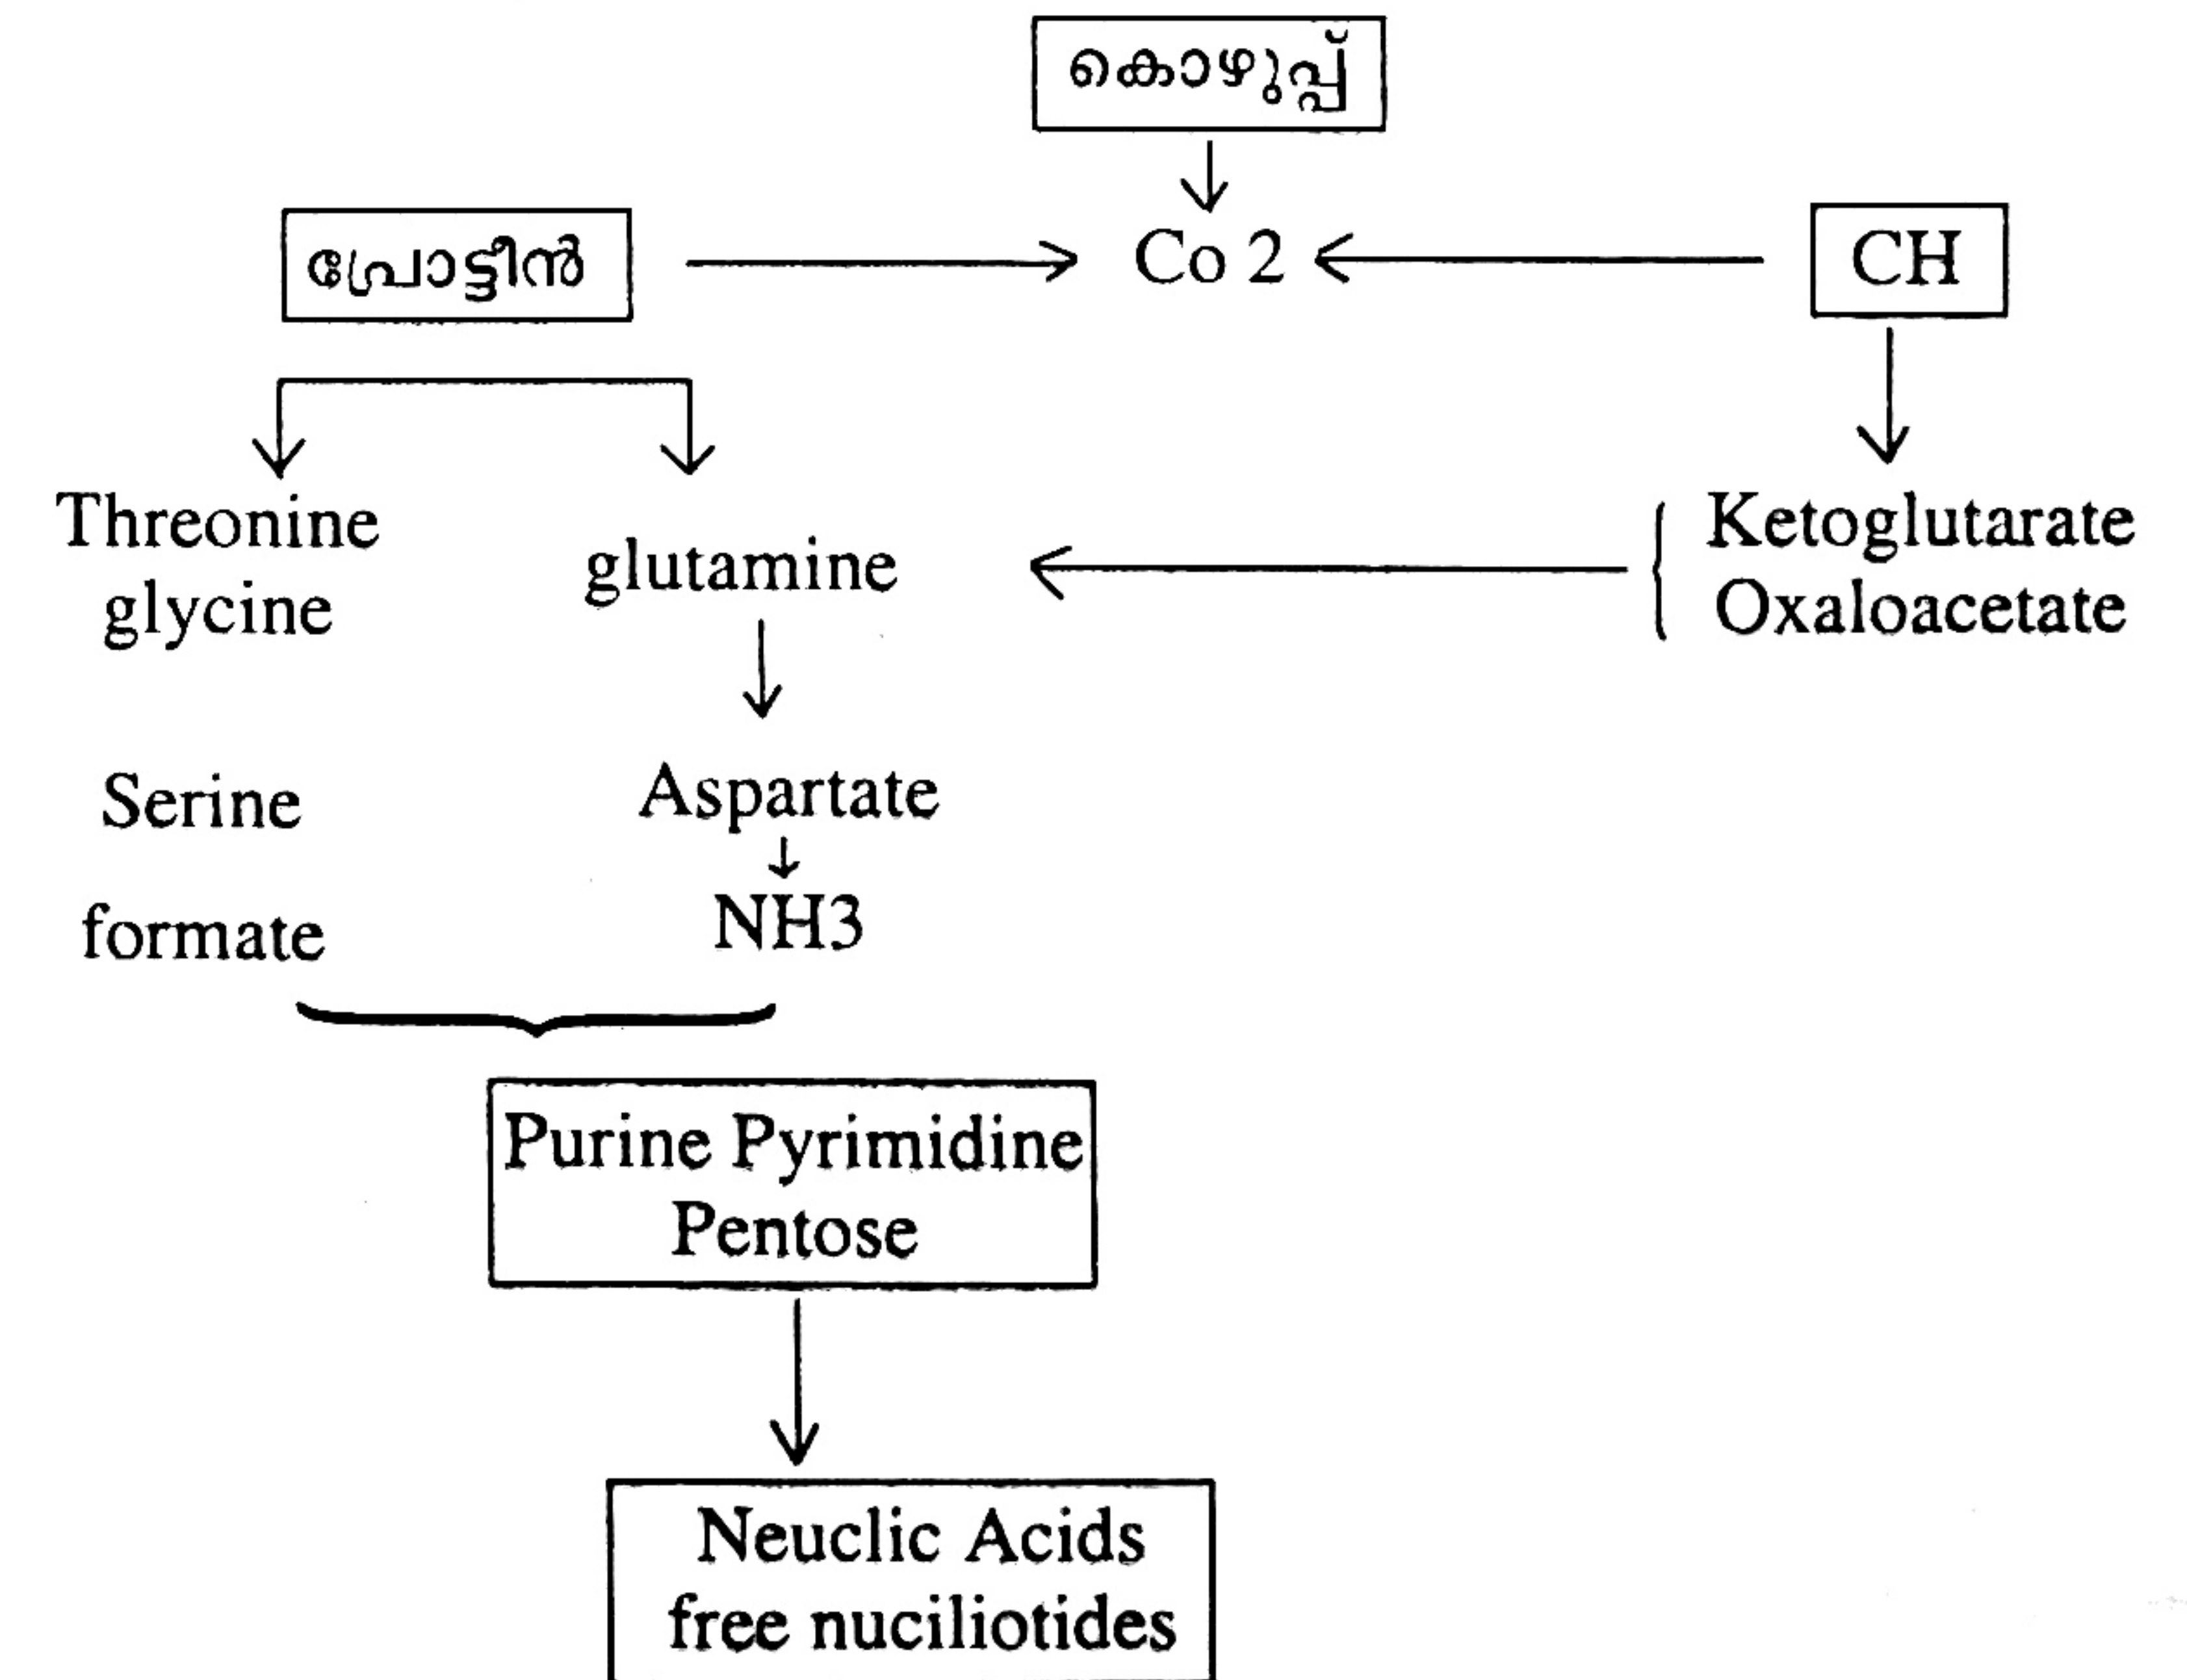 കൊഴുപ്പ്
പ്രോട്ടീൻ
Co 2
CH
Threonine
glycine
glutamine
Ketoglutarate
Oxaloacetate
Serine
Aspartate
formate
NH3
Purine Pyrimidine
Pentose
Neuclic Acids
free nuciliotides